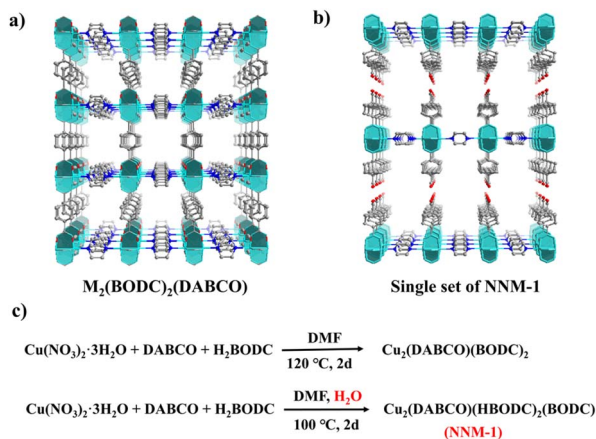 a)
b)
M₂(BODC)₂(DABCO)
Single set of NNM-1
c)
Cu(NO₃)₂·3H₂O + DABCO + H₂BODC
DMF
120 °C, 2d
Cu₂(DABCO)(BODC)₂
Cu(NO₃)₂·3H₂O + DABCO + H₂BODC
DMF, H₂O
100 °C, 2d
Cu₂(DABCO)(HBODC)₂(BODC)
(NNM-1)